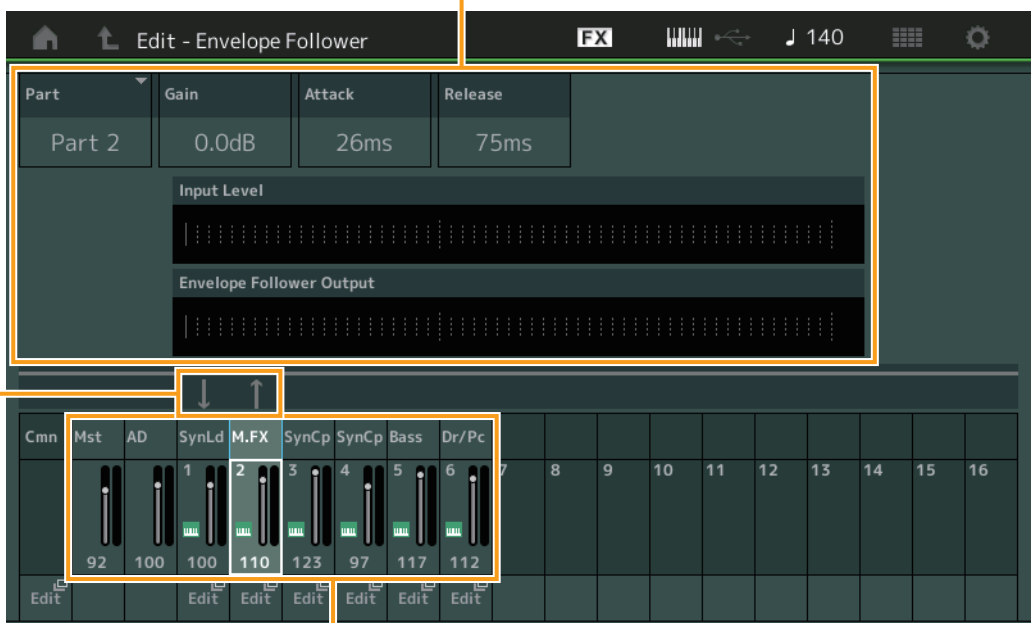 Edit - Envelope Follower FX ♩ 140
Part Gain Attack Release
Part 2 0.0dB 26ms 75ms
Input Level
Envelope Follower Output
Cmn Mst AD SynLd M.FX SynCp SynCp Bass Dr/Pc
1 2 3 4 5 6 7 8 9 10 11 12 13 14 15 16
92 100 100 110 123 97 117 112
Edit Edit Edit Edit Edit Edit Edit